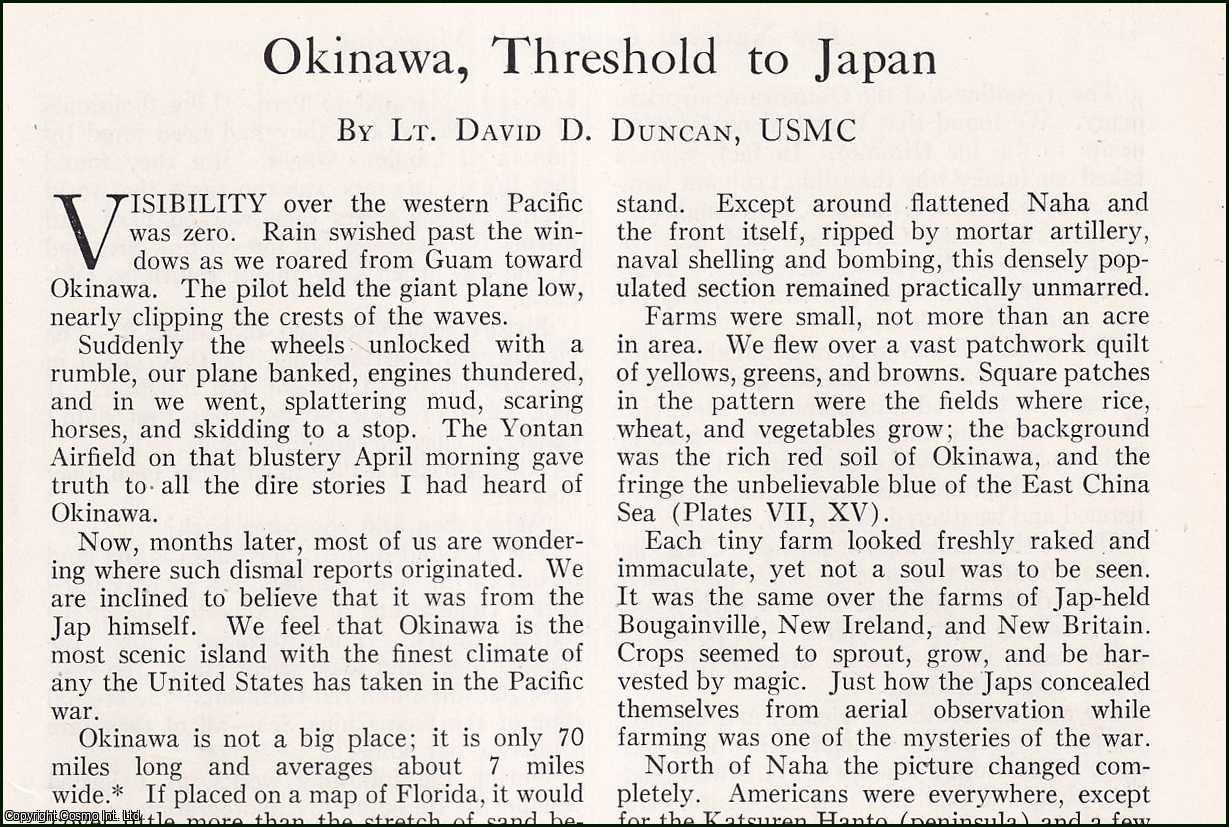 Okinawa, Threshold to Japan
By Lt. David D. Duncan, USMC
VISIBILITY over the western Pacific
was zero. Rain swished past the win-
dows as we roared from Guam toward
Okinawa. The pilot held the giant plane low,
nearly clipping the crests of the waves.
Suddenly the wheels unlocked with a
rumble, our plane banked, engines thundered,
and in we went, splattering mud, scaring
horses, and skidding to a stop. The Yontan
Airfield on that blustery April morning gave
truth to all the dire stories I had heard of
Okinawa.
Now, months later, most of us are wonder-
ing where such dismal reports originated. We
are inclined to believe that it was from the
Jap himself. We feel that Okinawa is the
most scenic island with the finest climate of
any the United States has taken in the Pacific
war.
Okinawa is not a big place; it is only 70
miles long and averages about 7 miles
wide.* If placed on a map of Florida, it would
cover little more than the stretch of sand be-
stand. Except around flattened Naha and
the front itself, ripped by mortar artillery,
naval shelling and bombing, this densely pop-
ulated section remained practically unmarred.
Farms were small, not more than an acre
in area. We flew over a vast patchwork quilt
of yellows, greens, and browns. Square patches
in the pattern were the fields where rice,
wheat, and vegetables grow; the background
was the rich red soil of Okinawa, and the
fringe the unbelievable blue of the East China
Sea (Plates VII, XV).
Each tiny farm looked freshly raked and
immaculate, yet not a soul was to be seen.
It was the same over the farms of Jap-held
Bougainville, New Ireland, and New Britain.
Crops seemed to sprout, grow, and be har-
vested by magic. Just how the Japs concealed
themselves from aerial observation while
farming was one of the mysteries of the war.
North of Naha the picture changed com-
pletely. Americans were everywhere, except
for the Katsuren Hanto (peninsula) and a few
Copyright Cosmo Int. Ltd